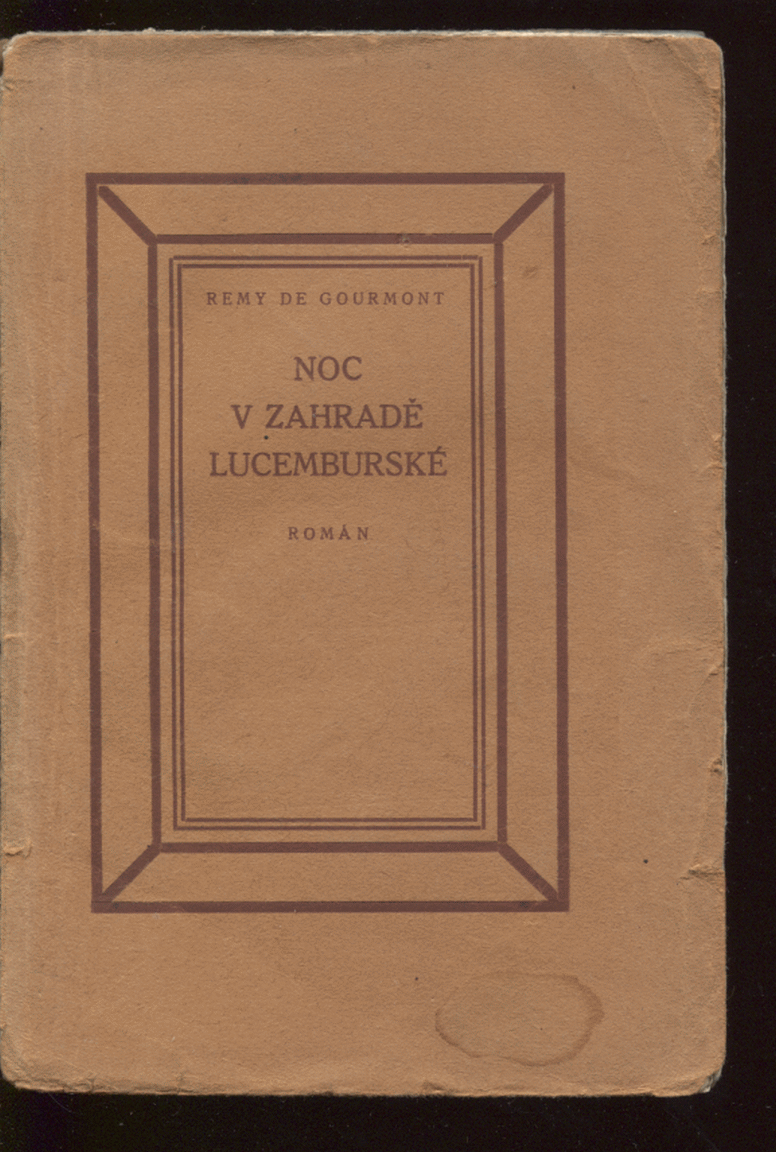 REMY DE GOURMONT
NOC
V ZAHRADĚ
LUCEMBURSKÉ
ROMÁN